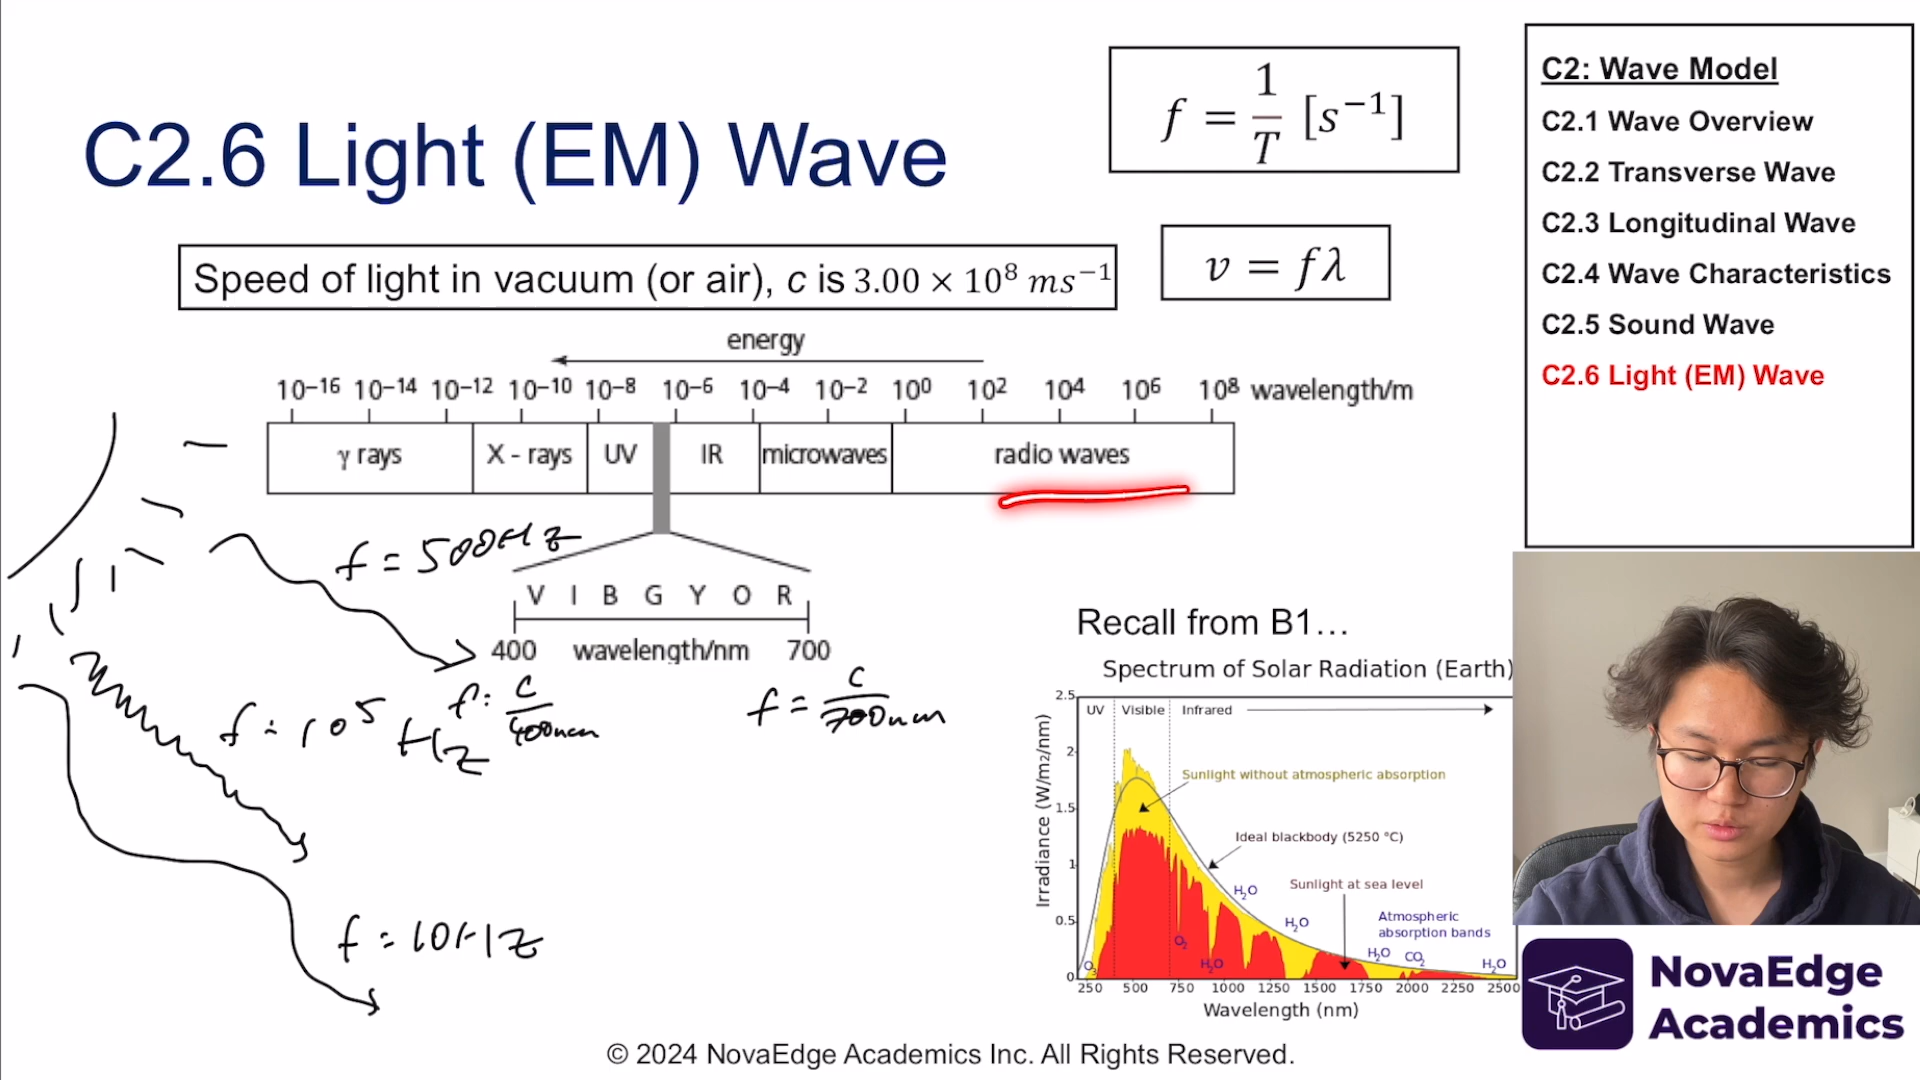 C2.6 Light (EM) Wave
f = 1/T [s⁻¹]
v = fλ
Speed of light in vacuum (or air), c is 3.00 × 10⁸ ms⁻¹
energy
10⁻¹⁶ 10⁻¹⁴ 10⁻¹² 10⁻¹⁰ 10⁻⁸ 10⁻⁶ 10⁻⁴ 10⁻² 10⁰ 10² 10⁴ 10⁶ 10⁸ wavelength/m
γ rays X - rays UV IR microwaves radio waves
f = 500Hz
V I B G Y O R
400 wavelength/nm 700
f = 10⁵ Hz
f = c/400nm
f = c/700nm
f = 10Hz
C2: Wave Model
C2.1 Wave Overview
C2.2 Transverse Wave
C2.3 Longitudinal Wave
C2.4 Wave Characteristics
C2.5 Sound Wave
C2.6 Light (EM) Wave
Recall from B1...
Spectrum of Solar Radiation (Earth)
UV Visible Infrared
Sunlight without atmospheric absorption
Ideal blackbody (5250 °C)
Sunlight at sea level
Atmospheric
absorption bands
H₂O
H₂O
H₂O CO₂ H₂O
O₃ O₂ H₂O
Irradiance (W/m2/nm)
2.5
2
1.5
1
0.5
0
250 500 750 1000 1250 1500 1750 2000 2250 2500
Wavelength (nm)
NovaEdge
Academics
© 2024 NovaEdge Academics Inc. All Rights Reserved.